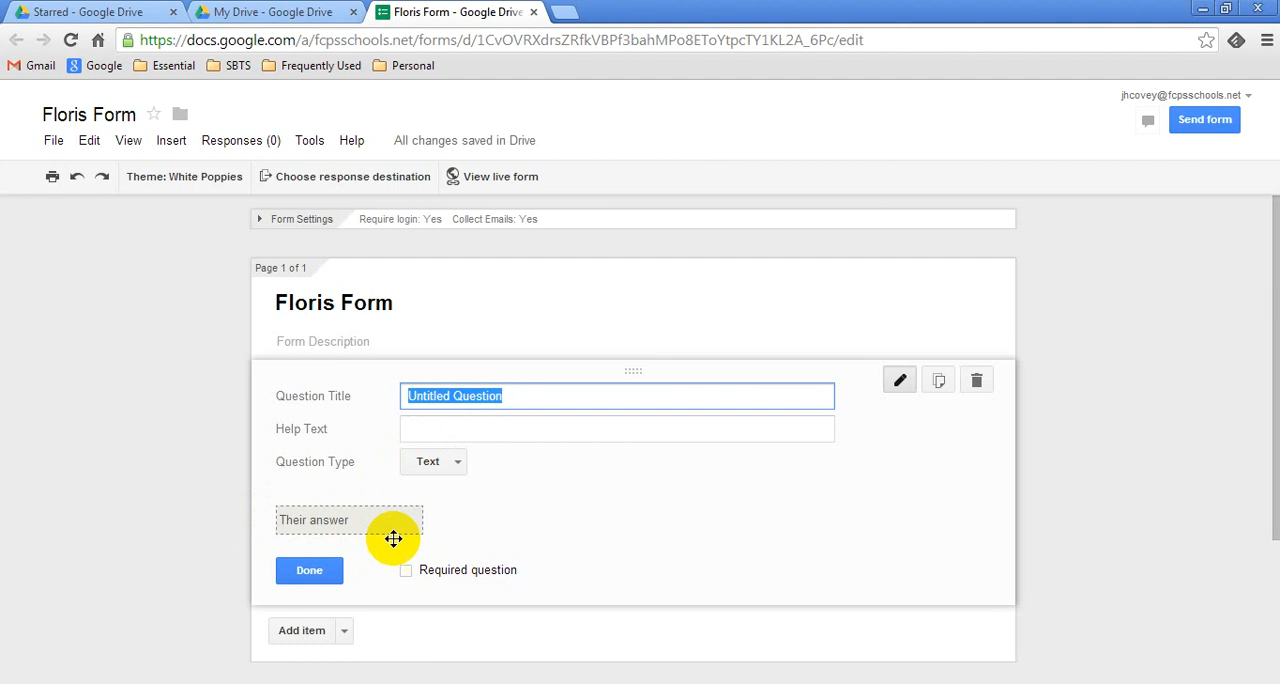 Starred - Google Drive
My Drive - Google Drive
Floris Form - Google Drive
https://docs.google.com/a/fcpsschools.net/forms/d/1CvOVRXdrsZRfkVBPf3bahMPo8EToYtpcTY1KL2A_6Pc/edit
Gmail Google Essential SBTS Frequently Used Personal
jhcovey@fcpsschools.net
Floris Form
Send form
File Edit View Insert Responses (0) Tools Help All changes saved in Drive
Theme: White Poppies Choose response destination View live form
Form Settings Require login: Yes Collect Emails: Yes
Page 1 of 1
Floris Form
Form Description
Question Title Untitled Question
Help Text
Question Type Text
Their answer
Done Required question
Add item